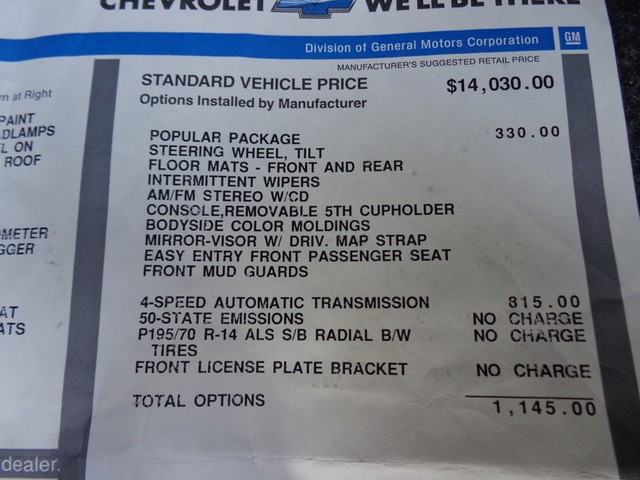 CHEVROLET WE'LL BE THERE
Division of General Motors Corporation GM
MANUFACTURER'S SUGGESTED RETAIL PRICE
STANDARD VEHICLE PRICE $14,030.00
Options Installed by Manufacturer
POPULAR PACKAGE 330.00
STEERING WHEEL, TILT
FLOOR MATS - FRONT AND REAR
INTERMITTENT WIPERS
AM/FM STEREO W/CD
CONSOLE,REMOVABLE 5TH CUPHOLDER
BODYSIDE COLOR MOLDINGS
MIRROR-VISOR W/ DRIV. MAP STRAP
EASY ENTRY FRONT PASSENGER SEAT
FRONT MUD GUARDS
4-SPEED AUTOMATIC TRANSMISSION 815.00
50-STATE EMISSIONS NO CHARGE
P195/70 R-14 ALS S/B RADIAL B/W NO CHARGE
TIRES
FRONT LICENSE PLATE BRACKET NO CHARGE
TOTAL OPTIONS 1,145.00
rn at Right
PAINT
ADLAMPS
L ON
ROOF
OMETER
GGER
AT
ATS
dealer.